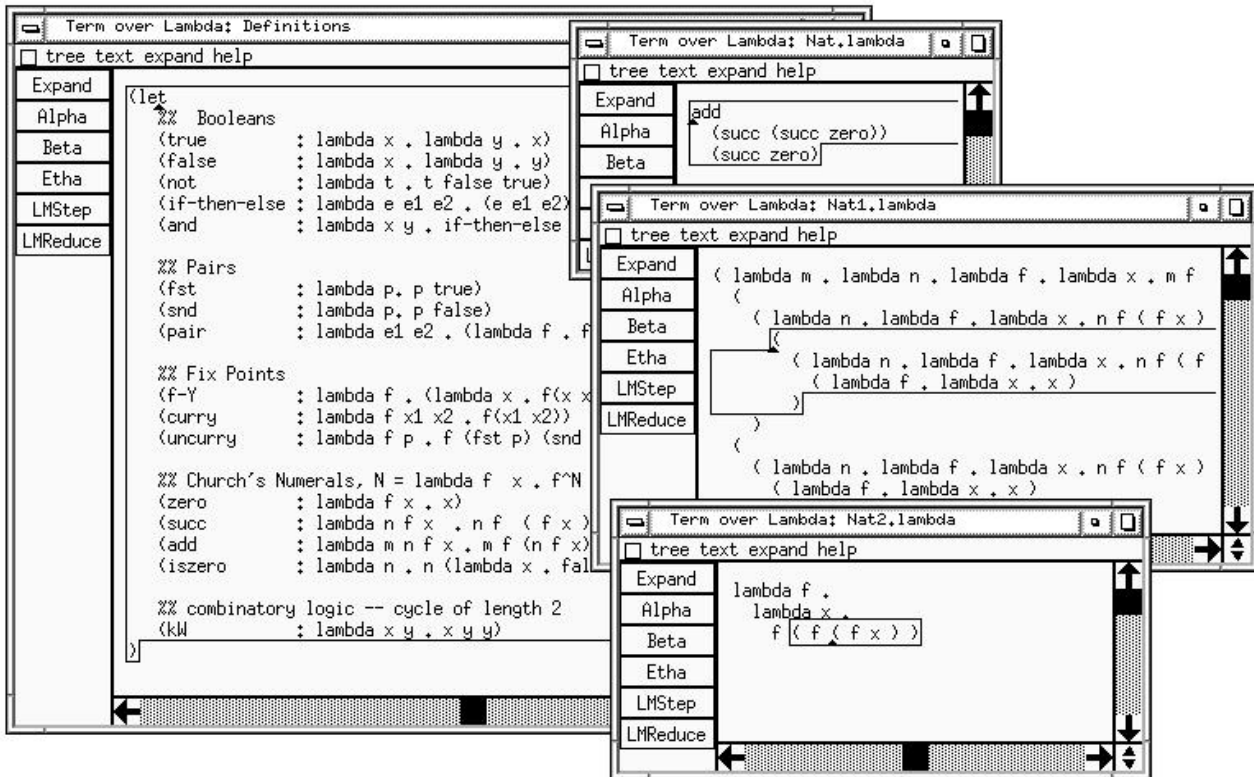 Term over Lambda: Definitions
tree text expand help
Expand
Alpha
Beta
Etha
LMStep
LMReduce
(let
%% Booleans
(true : lambda x . lambda y . x)
(false : lambda x . lambda y . y)
(not : lambda t . t false true)
(if-then-else : lambda e e1 e2 . (e e1 e2)
(and : lambda x y . if-then-else
%% Pairs
(fst : lambda p. p true)
(snd : lambda p. p false)
(pair : lambda e1 e2 . (lambda f . f
%% Fix Points
(f-Y : lambda f . (lambda x . f(x x
(curry : lambda f x1 x2 . f(x1 x2))
(uncurry : lambda f p . f (fst p) (snd
%% Church's Numerals, N = lambda f x . f^N
(zero : lambda f x . x)
(succ : lambda n f x . n f ( f x )
(add : lambda m n f x . m f (n f x)
(iszero : lambda n . n (lambda x . fal
%% combinatory logic -- cycle of length 2
(kW : lambda x y . x y y)
)
Term over Lambda: Nat.lambda
tree text expand help
Expand
Alpha
Beta
add
(succ (succ zero))
(succ zero)
Term over Lambda: Nat1.lambda
tree text expand help
Expand
Alpha
Beta
Etha
LMStep
LMReduce
( lambda m . lambda n . lambda f . lambda x . m f
(
( lambda n . lambda f . lambda x . n f ( f x )
(
( lambda n . lambda f . lambda x . n f ( f
( lambda f . lambda x . x )
)
)
(
( lambda n . lambda f . lambda x . n f ( f x )
( lambda f . lambda x . x )
Term over Lambda: Nat2.lambda
tree text expand help
Expand
Alpha
Beta
Etha
LMStep
LMReduce
lambda f .
lambda x .
f ( f ( f x ) )